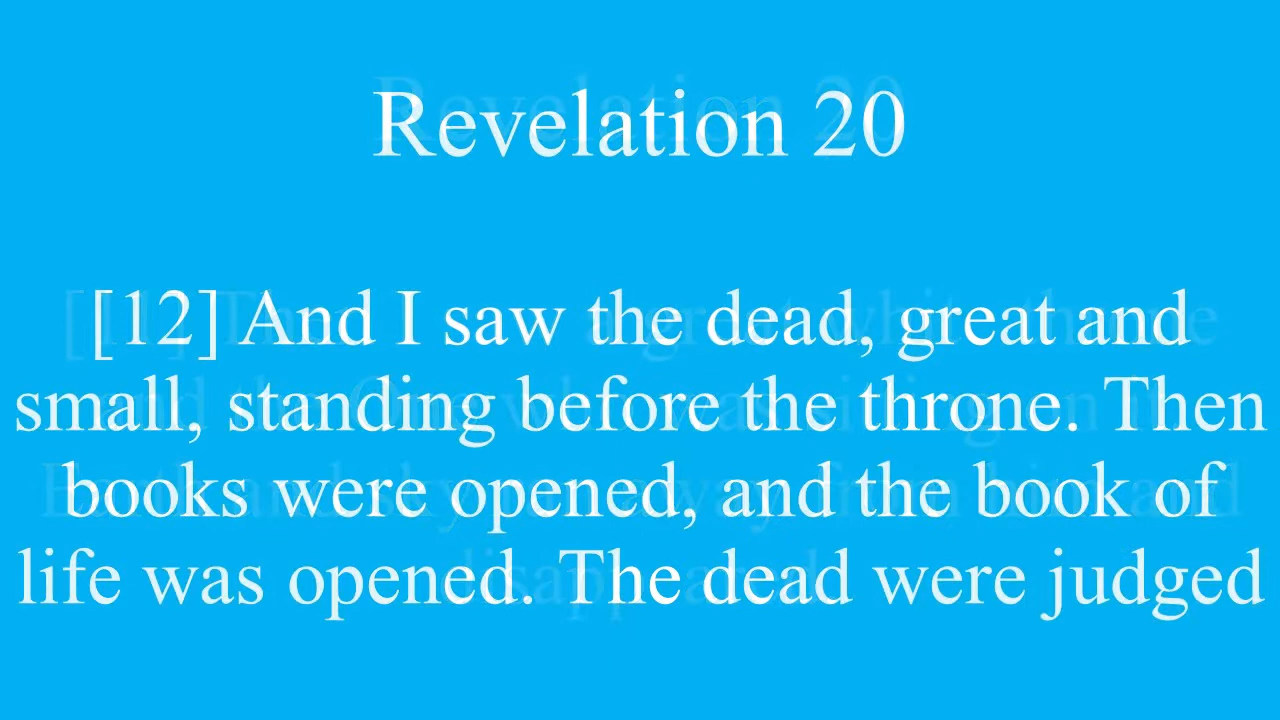 Revelation 20
[[12] And I saw the dead, great and
small, standing before the throne. Then
books were opened, and the book of
life was opened. The dead were judged